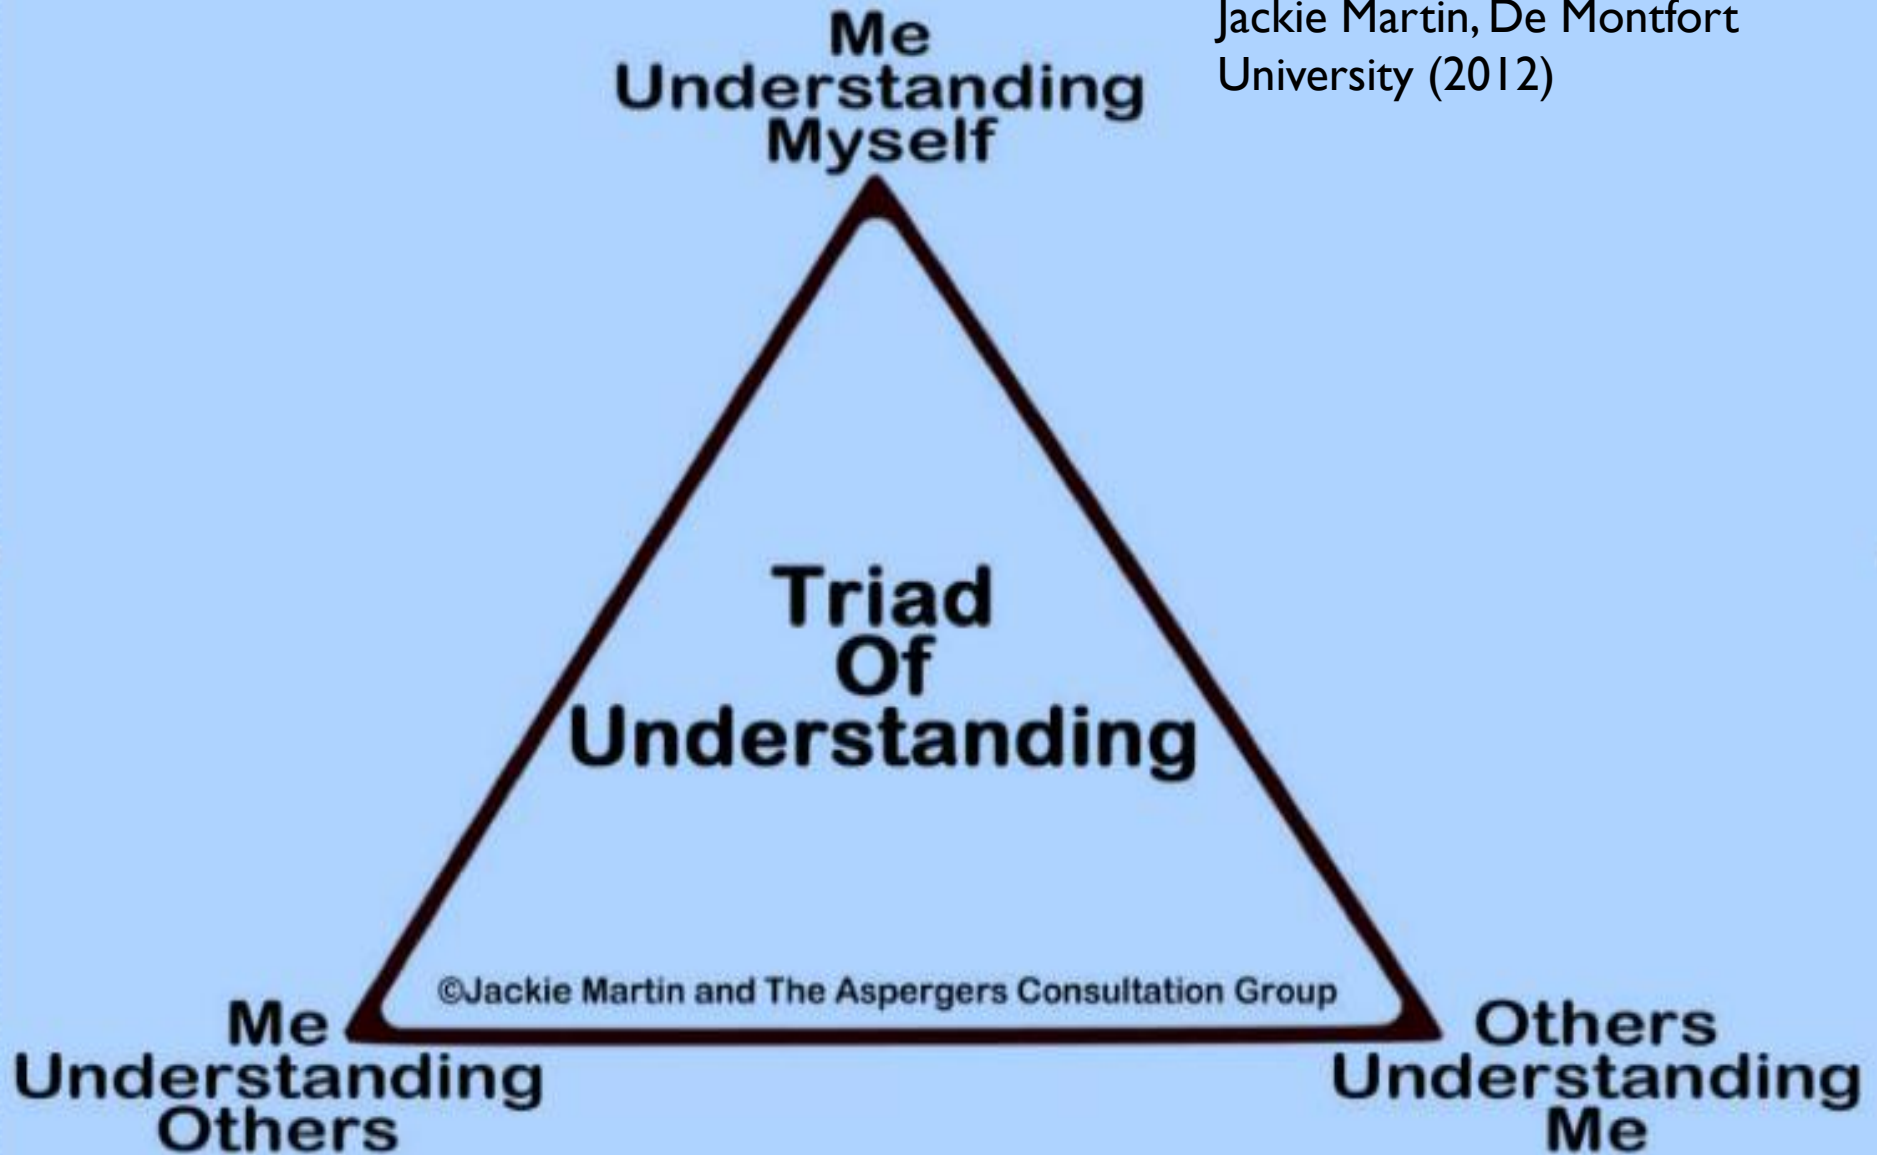 Jackie Martin, De Montfort
University (2012)
Me
Understanding
Myself
Triad
Of
Understanding
©Jackie Martin and The Aspergers Consultation Group
Me
Understanding
Others
Others
Understanding
Me